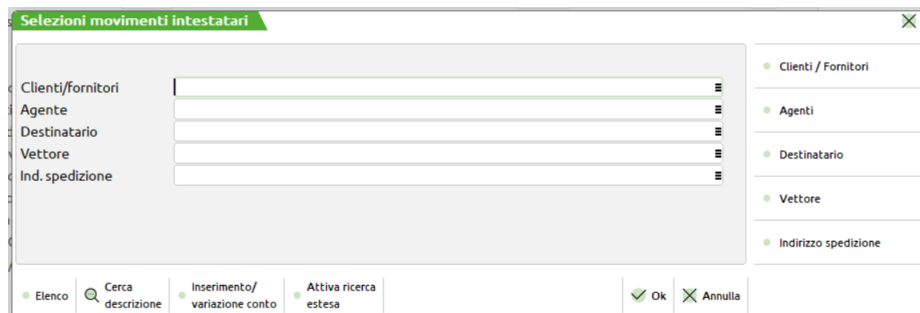 Selezioni movimenti intestatari
Clienti/fornitori
Agente
Destinatario
Vettore
Ind. spedizione
Clienti / Fornitori
Agenti
Destinatario
Vettore
Indirizzo spedizione
Elenco
Cerca
descrizione
Inserimento/
variazione conto
Attiva ricerca
estesa
Ok
Annulla